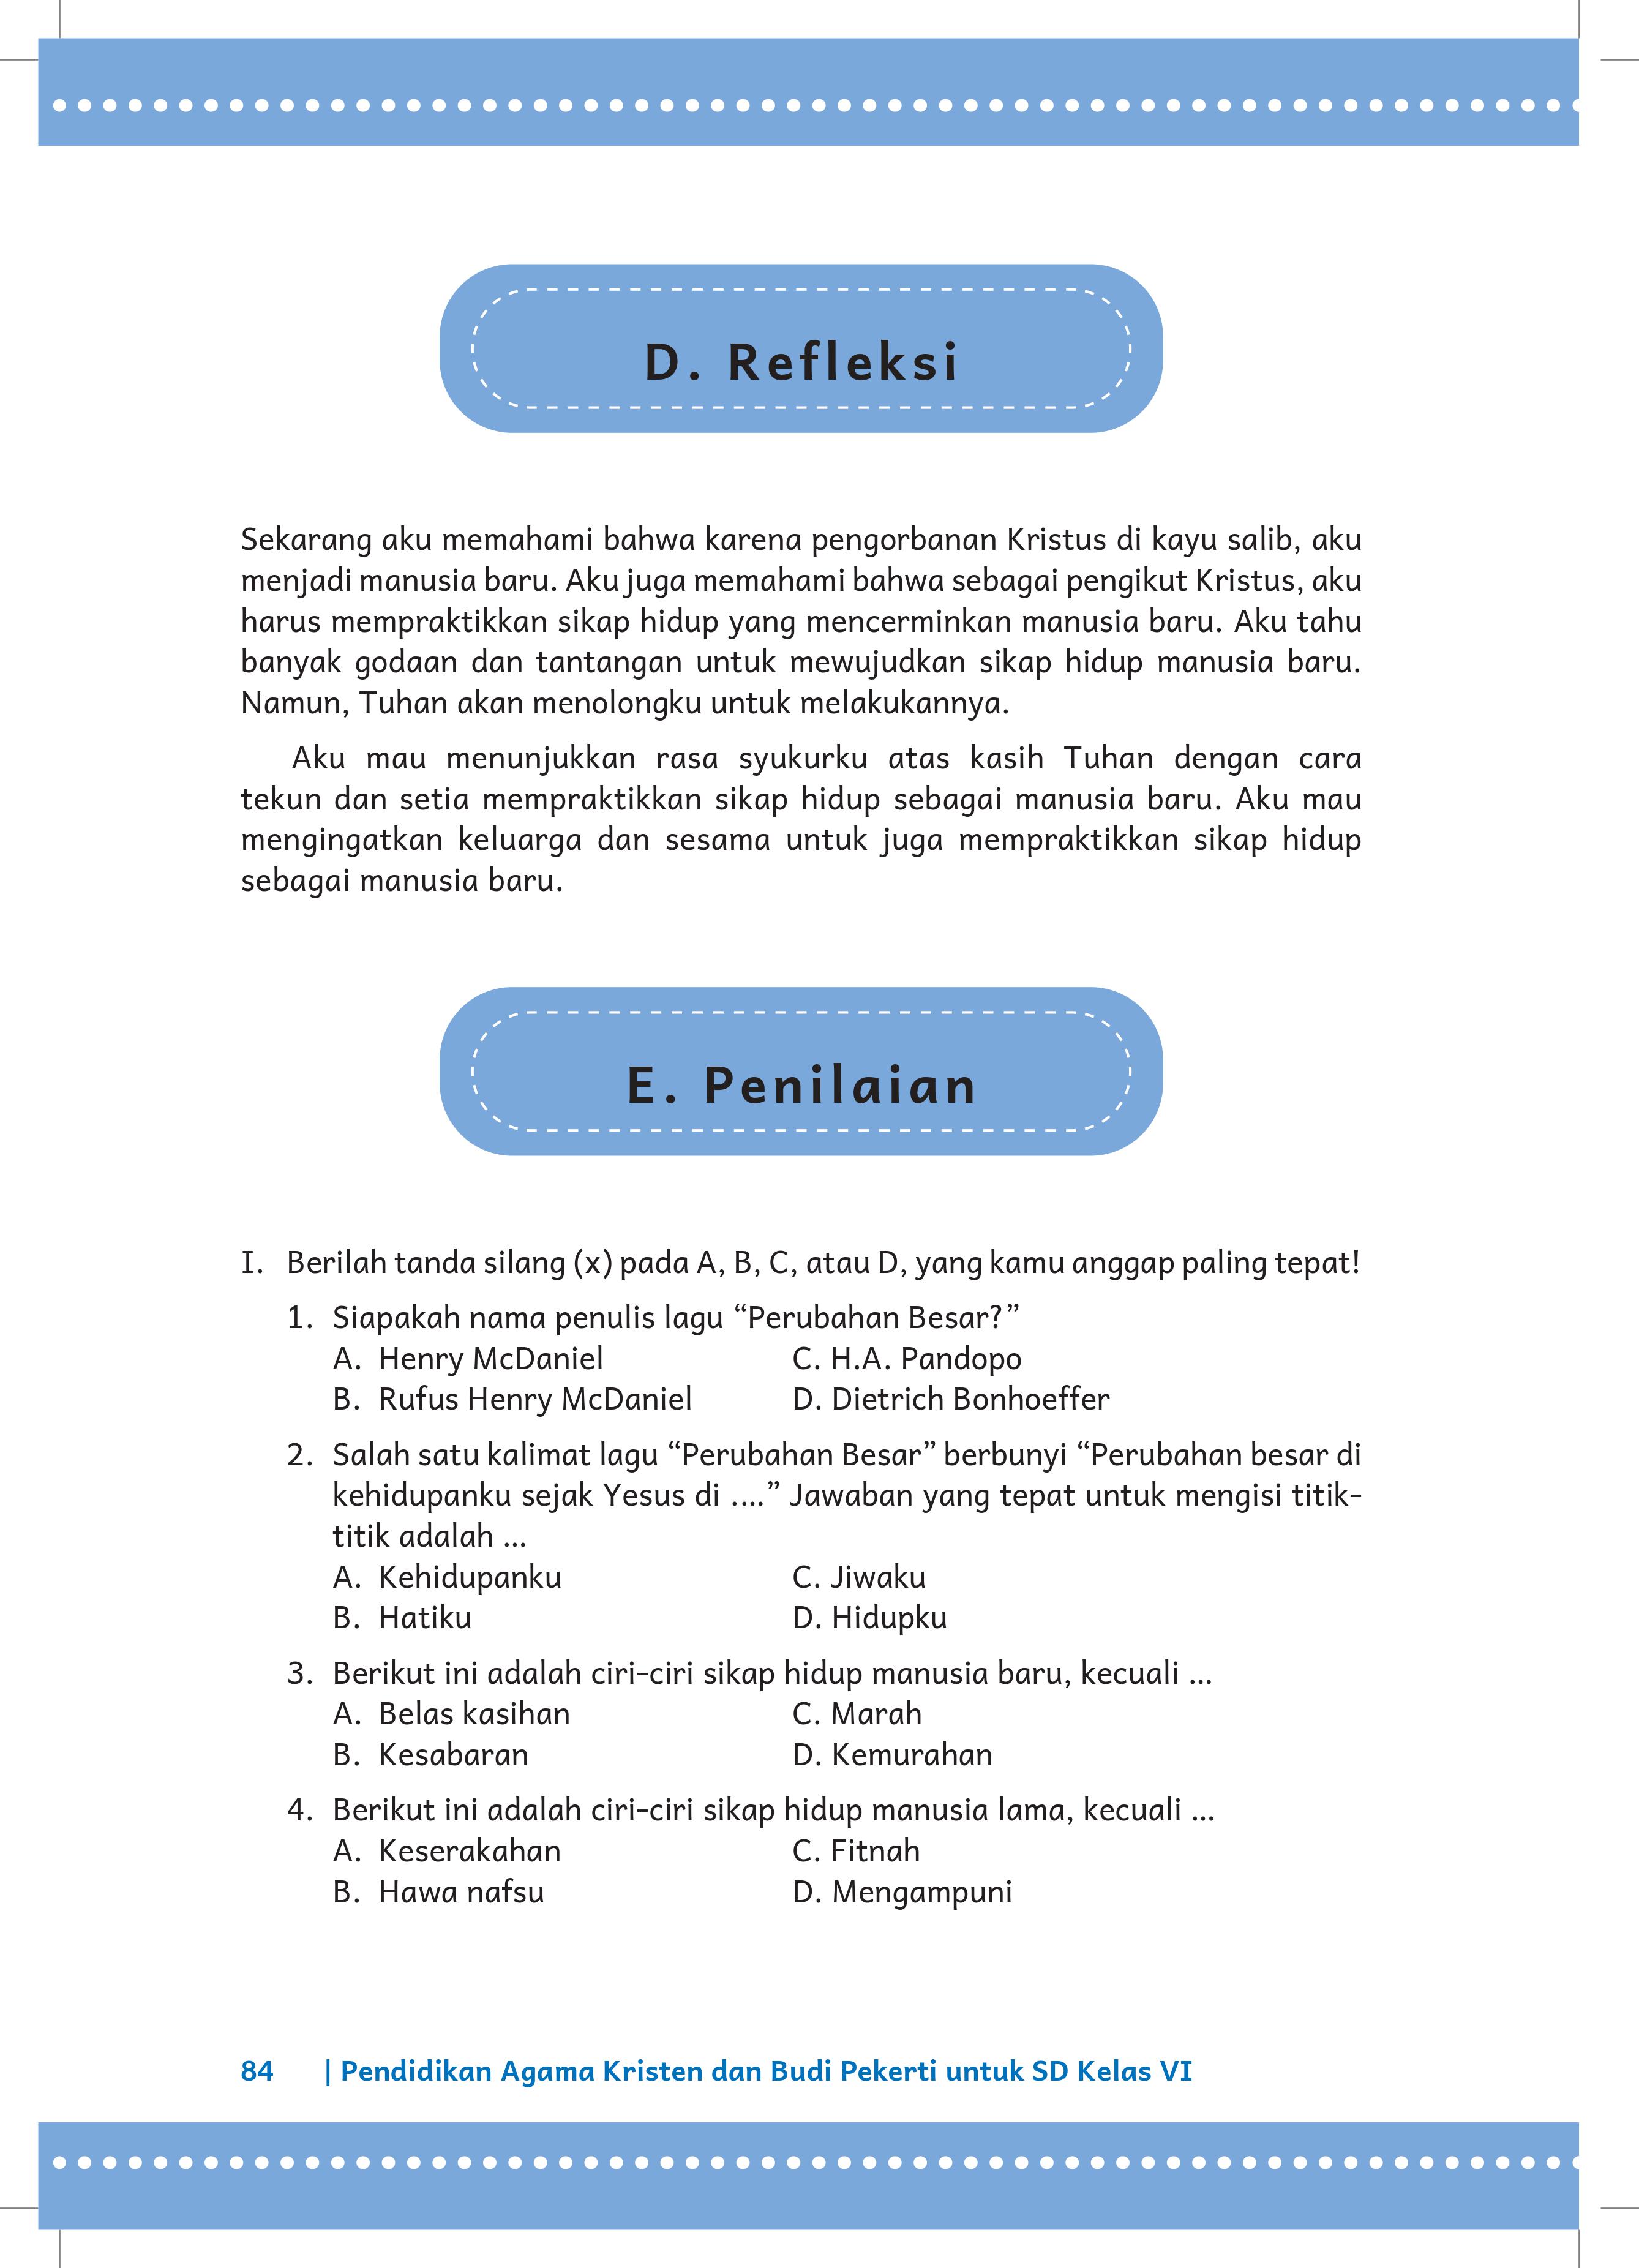 D. Refleksi
Sekarang aku memahami bahwa karena pengorbanan Kristus di kayu salib, aku
menjadi manusia baru. Aku juga memahami bahwa sebagai pengikut Kristus, aku
harus mempraktikkan sikap hidup yang mencerminkan manusia baru. Aku tahu
banyak godaan dan tantangan untuk mewujudkan sikap hidup manusia baru.
Namun, Tuhan akan menolongku untuk melakukannya.
Aku mau menunjukkan rasa syukurku atas kasih Tuhan dengan cara
tekun dan setia mempraktikkan sikap hidup sebagai manusia baru. Aku mau
mengingatkan keluarga dan sesama untuk juga mempraktikkan sikap hidup
sebagai manusia baru.
E. Penilaian
I. Berilah tanda silang (x) pada A, B, C, atau D, yang kamu anggap paling tepat!
1. Siapakah nama penulis lagu “Perubahan Besar?”
A. Henry McDaniel C. H.A. Pandopo
B. Rufus Henry McDaniel D. Dietrich Bonhoeffer
2. Salah satu kalimat lagu “Perubahan Besar” berbunyi “Perubahan besar di
kehidupanku sejak Yesus di ....” Jawaban yang tepat untuk mengisi titik-
titik adalah ...
A. Kehidupanku C. Jiwaku
B. Hatiku D. Hidupku
3. Berikut ini adalah ciri-ciri sikap hidup manusia baru, kecuali ...
A. Belas kasihan C. Marah
B. Kesabaran D. Kemurahan
4. Berikut ini adalah ciri-ciri sikap hidup manusia lama, kecuali ...
A. Keserakahan C. Fitnah
B. Hawa nafsu D. Mengampuni
84 | Pendidikan Agama Kristen dan Budi Pekerti untuk SD Kelas VI